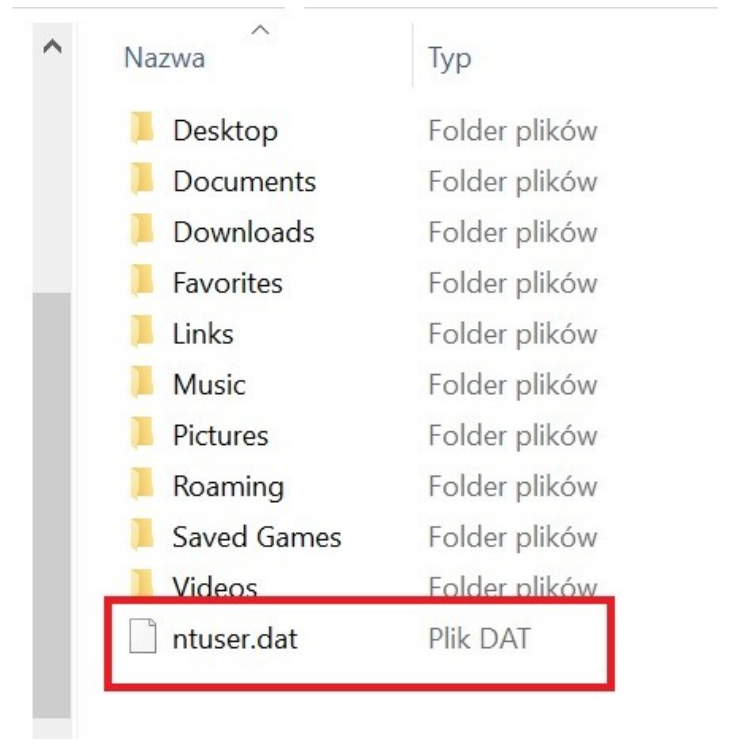 Nazwa Typ
Desktop Folder plików
Documents Folder plików
Downloads Folder plików
Favorites Folder plików
Links Folder plików
Music Folder plików
Pictures Folder plików
Roaming Folder plików
Saved Games Folder plików
Videos Folder plików
ntuser.dat Plik DAT